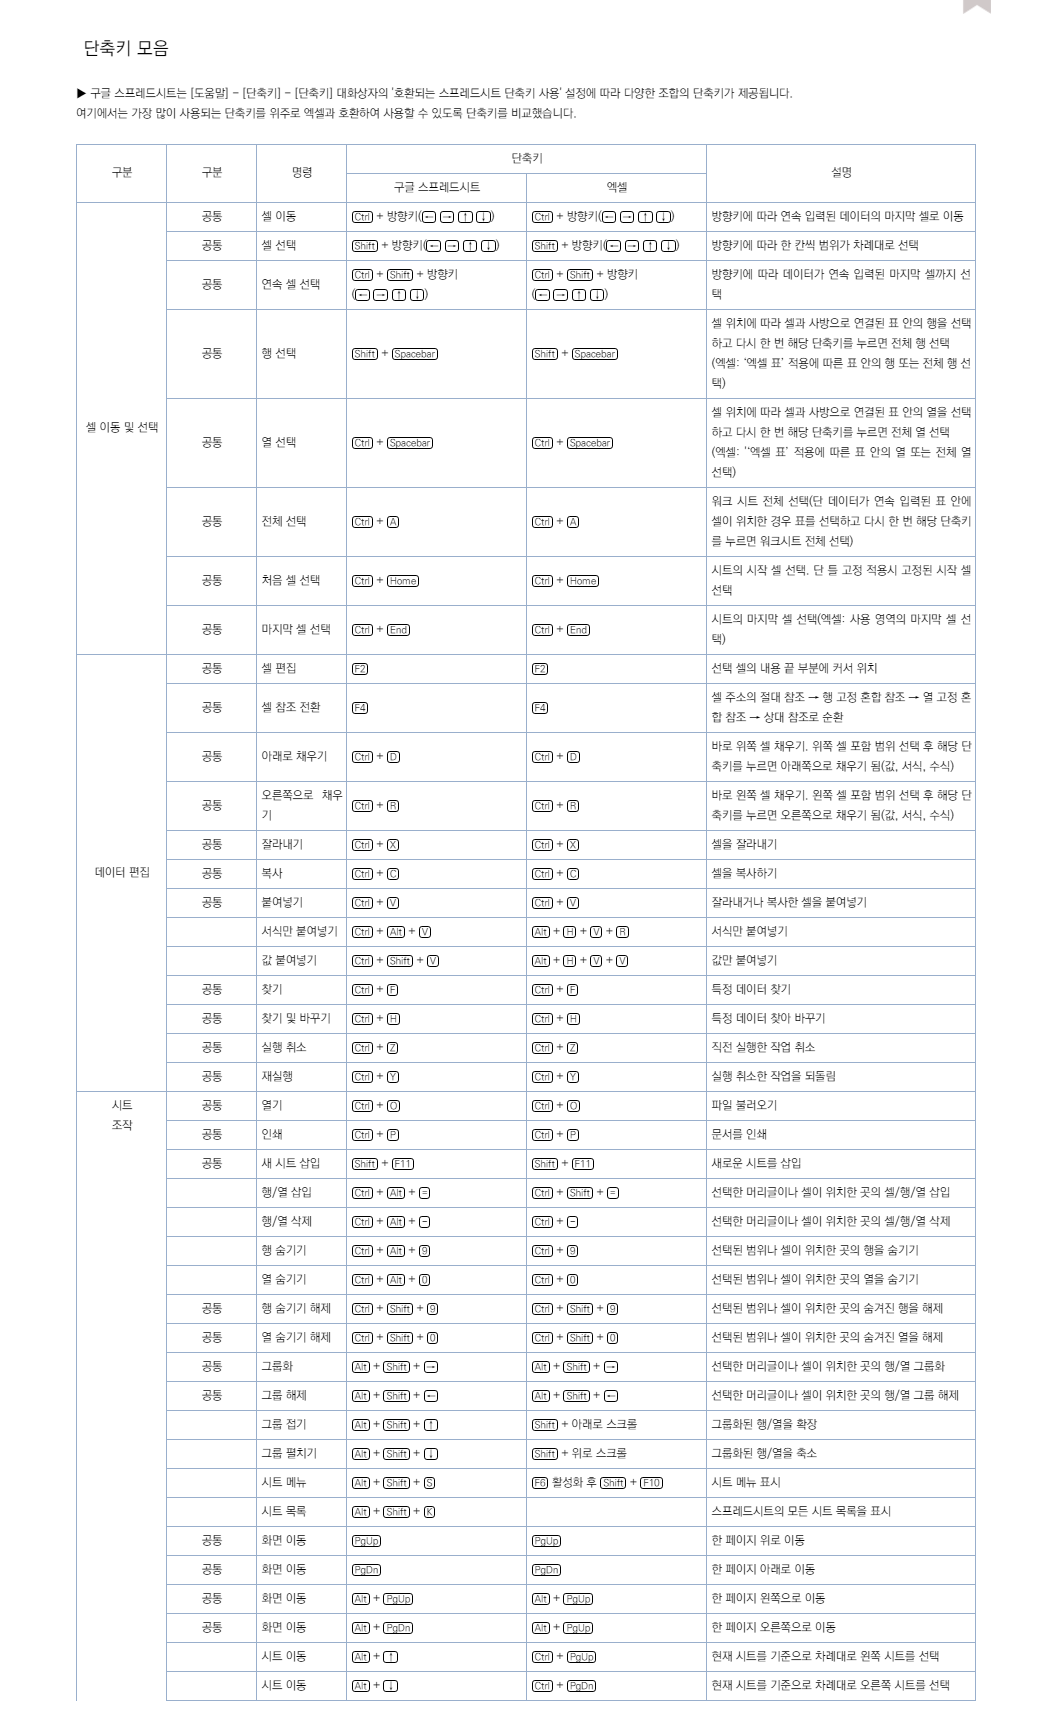 단축키 모음
▶ 구글 스프레드시트는 [도움말] - [단축키] - [단축키] 대화상자의 '호환되는 스프레드시트 단축키 사용' 설정에 따라 다양한 조합의 단축키가 제공됩니다.
여기에서는 가장 많이 사용되는 단축키를 위주로 엑셀과 호환하여 사용할 수 있도록 단축키를 비교했습니다.
구분 구분 명령 단축키 설명
구글 스프레드시트 엑셀
셀 이동 및 선택
공통 셀 이동 Ctrl + 방향키(← → ↑ ↓) Ctrl + 방향키(← → ↑ ↓) 방향키에 따라 연속 입력된 데이터의 마지막 셀로 이동
공통 셀 선택 Shift + 방향키(← → ↑ ↓) Shift + 방향키(← → ↑ ↓) 방향키에 따라 한 칸씩 범위가 차례대로 선택
공통 연속 셀 선택 Ctrl + Shift + 방향키 (← → ↑ ↓) Ctrl + Shift + 방향키 (← → ↑ ↓) 방향키에 따라 데이터가 연속 입력된 마지막 셀까지 선
택
공통 행 선택 Shift + Spacebar Shift + Spacebar 셀 위치에 따라 셀과 사방으로 연결된 표 안의 행을 선택
하고 다시 한 번 해당 단축키를 누르면 전체 행 선택
(엑셀: '엑셀 표' 적용에 따른 표 안의 행 또는 전체 행 선
택)
공통 열 선택 Ctrl + Spacebar Ctrl + Spacebar 셀 위치에 따라 셀과 사방으로 연결된 표 안의 열을 선택
하고 다시 한 번 해당 단축키를 누르면 전체 열 선택
(엑셀: ''엑셀 표' 적용에 따른 표 안의 열 또는 전체 열
선택)
공통 전체 선택 Ctrl + A Ctrl + A 워크 시트 전체 선택(단 데이터가 연속 입력된 표 안에
셀이 위치한 경우 표를 선택하고 다시 한 번 해당 단축키
를 누르면 워크시트 전체 선택)
공통 처음 셀 선택 Ctrl + Home Ctrl + Home 시트의 시작 셀 선택. 단 틀 고정 적용시 고정된 시작 셀
선택
공통 마지막 셀 선택 Ctrl + End Ctrl + End 시트의 마지막 셀 선택(엑셀: 사용 영역의 마지막 셀 선
택)
데이터 편집
공통 셀 편집 F2 F2 선택 셀의 내용 끝 부분에 커서 위치
공통 셀 참조 전환 F4 F4 셀 주소의 절대 참조 → 행 고정 혼합 참조 → 열 고정 혼
합 참조 → 상대 참조로 순환
공통 아래로 채우기 Ctrl + D Ctrl + D 바로 위쪽 셀 채우기. 위쪽 셀 포함 범위 선택 후 해당 단
축키를 누르면 아래쪽으로 채우기 됨(값, 서식, 수식)
공통 오른쪽으로 채우기 Ctrl + R Ctrl + R 바로 왼쪽 셀 채우기. 왼쪽 셀 포함 범위 선택 후 해당 단
축키를 누르면 오른쪽으로 채우기 됨(값, 서식, 수식)
공통 잘라내기 Ctrl + X Ctrl + X 셀을 잘라내기
공통 복사 Ctrl + C Ctrl + C 셀을 복사하기
공통 붙여넣기 Ctrl + V Ctrl + V 잘라내거나 복사한 셀을 붙여넣기
서식만 붙여넣기 Ctrl + Alt + V Alt + H + V + R 서식만 붙여넣기
값 붙여넣기 Ctrl + Shift + V Alt + H + V + V 값만 붙여넣기
공통 찾기 Ctrl + F Ctrl + F 특정 데이터 찾기
공통 찾기 및 바꾸기 Ctrl + H Ctrl + H 특정 데이터 찾아 바꾸기
공통 실행 취소 Ctrl + Z Ctrl + Z 직전 실행한 작업 취소
공통 재실행 Ctrl + Y Ctrl + Y 실행 취소한 작업을 되돌림
시트
조작
공통 열기 Ctrl + O Ctrl + O 파일 불러오기
공통 인쇄 Ctrl + P Ctrl + P 문서를 인쇄
공통 새 시트 삽입 Shift + F11 Shift + F11 새로운 시트를 삽입
행/열 삽입 Ctrl + Alt + = Ctrl + Shift + = 선택한 머리글이나 셀이 위치한 곳의 셀/행/열 삽입
행/열 삭제 Ctrl + Alt + - Ctrl + - 선택한 머리글이나 셀이 위치한 곳의 셀/행/열 삭제
행 숨기기 Ctrl + Alt + 9 Ctrl + 9 선택된 범위나 셀이 위치한 곳의 행을 숨기기
열 숨기기 Ctrl + Alt + 0 Ctrl + 0 선택된 범위나 셀이 위치한 곳의 열을 숨기기
공통 행 숨기기 해제 Ctrl + Shift + 9 Ctrl + Shift + 9 선택된 범위나 셀이 위치한 곳의 숨겨진 행을 해제
공통 열 숨기기 해제 Ctrl + Shift + 0 Ctrl + Shift + 0 선택된 범위나 셀이 위치한 곳의 숨겨진 열을 해제
공통 그룹화 Alt + Shift + → Alt + Shift + → 선택한 머리글이나 셀이 위치한 곳의 행/열 그룹화
공통 그룹 해제 Alt + Shift + ← Alt + Shift + ← 선택한 머리글이나 셀이 위치한 곳의 행/열 그룹 해제
그룹 접기 Alt + Shift + ↑ Shift + 아래로 스크롤 그룹화된 행/열을 확장
그룹 펼치기 Alt + Shift + ↓ Shift + 위로 스크롤 그룹화된 행/열을 축소
시트 메뉴 Alt + Shift + S F6 활성화 후 Shift + F10 시트 메뉴 표시
시트 목록 Alt + Shift + K 스프레드시트의 모든 시트 목록을 표시
공통 화면 이동 PgUp PgUp 한 페이지 위로 이동
공통 화면 이동 PgDn PgDn 한 페이지 아래로 이동
공통 화면 이동 Alt + PgUp Alt + PgUp 한 페이지 왼쪽으로 이동
공통 화면 이동 Alt + PgDn Alt + PgUp 한 페이지 오른쪽으로 이동
시트 이동 Alt + ↑ Ctrl + PgUp 현재 시트를 기준으로 차례대로 왼쪽 시트를 선택
시트 이동 Alt + ↓ Ctrl + PgDn 현재 시트를 기준으로 차례대로 오른쪽 시트를 선택